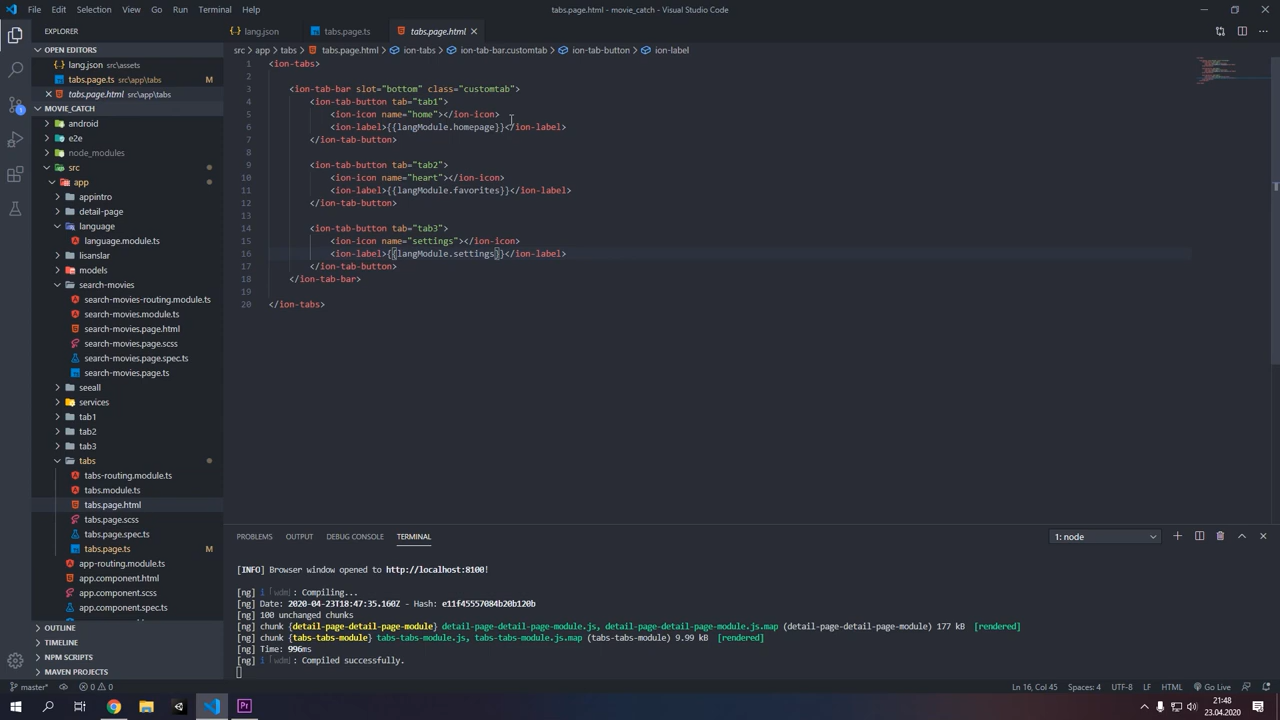 File Edit Selection View Go Run Terminal Help
tabs.page.html - movie_catch - Visual Studio Code
EXPLORER
OPEN EDITORS
lang.json src\assets
tabs.page.ts src\app\tabs M
tabs.page.html src\app\tabs
MOVIE_CATCH
android
e2e
node_modules
src
app
appintro
detail-page
language
language.module.ts
lisanslar
models
search-movies
search-movies-routing.module.ts
search-movies.module.ts
search-movies.page.html
search-movies.page.scss
search-movies.page.spec.ts
search-movies.page.ts
seeall
services
tab1
tab2
tab3
tabs
tabs-routing.module.ts
tabs.module.ts
tabs.page.html
tabs.page.scss
tabs.page.spec.ts
tabs.page.ts M
app-routing.module.ts
app.component.html
app.component.scss
app.component.spec.ts
OUTLINE
TIMELINE
NPM SCRIPTS
MAVEN PROJECTS
lang.json tabs.page.ts tabs.page.html
src > app > tabs > tabs.page.html > ion-tabs > ion-tab-bar.customtab > ion-tab-button > ion-label
1 <ion-tabs>
2
3 <ion-tab-bar slot="bottom" class="customtab">
4 <ion-tab-button tab="tab1">
5 <ion-icon name="home"></ion-icon>
6 <ion-label>{{langModule.homepage}}</ion-label>
7 </ion-tab-button>
8
9 <ion-tab-button tab="tab2">
10 <ion-icon name="heart"></ion-icon>
11 <ion-label>{{langModule.favorites}}</ion-label>
12 </ion-tab-button>
13
14 <ion-tab-button tab="tab3">
15 <ion-icon name="settings"></ion-icon>
16 <ion-label>{{langModule.settings}}</ion-label>
17 </ion-tab-button>
18 </ion-tab-bar>
19
20 </ion-tabs>
PROBLEMS OUTPUT DEBUG CONSOLE TERMINAL
1: node
[INFO] Browser window opened to http://localhost:8100!
[ng] i ｢wdm｣: Compiling...
[ng] Date: 2020-04-23T18:47:35.160Z - Hash: e11f45557084b20b120b
[ng] 100 unchanged chunks
[ng] chunk {detail-page-detail-page-module} detail-page-detail-page-module.js, detail-page-detail-page-module.js.map (detail-page-detail-page-module) 177 kB [rendered]
[ng] chunk {tabs-tabs-module} tabs-tabs-module.js, tabs-tabs-module.js.map (tabs-tabs-module) 9.99 kB [rendered]
[ng] Time: 996ms
[ng] i ｢wdm｣: Compiled successfully.
master* 0 0
Ln 16, Col 45 Spaces: 4 UTF-8 LF HTML Go Live
21:48
23.04.2020